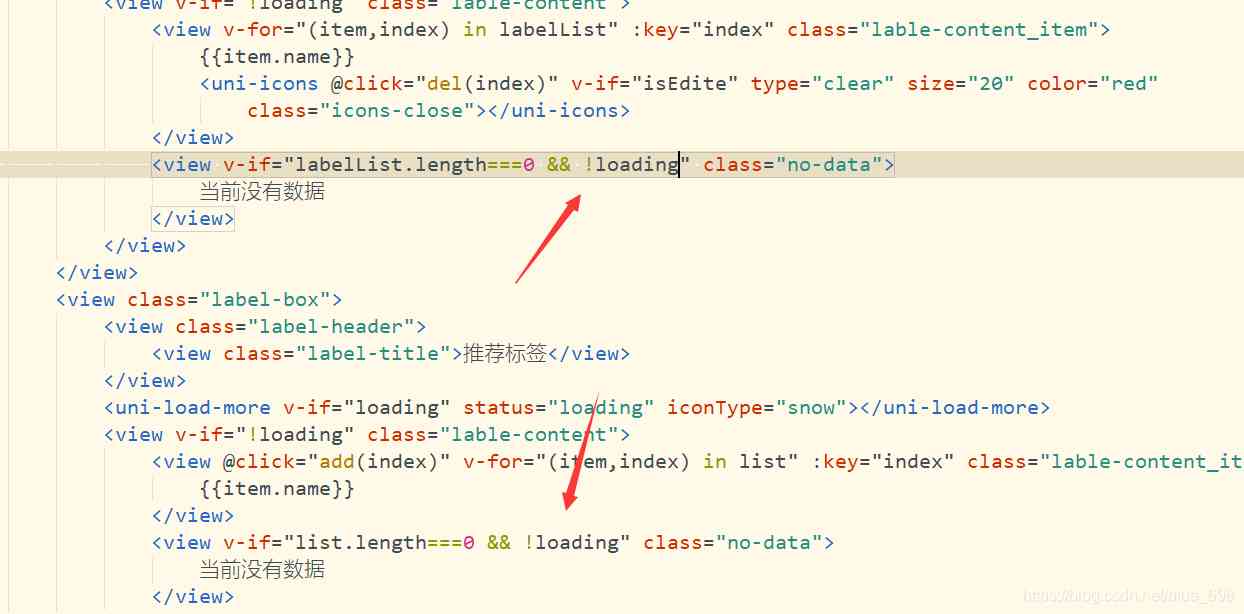 <view v-if="!loading" class="lable-content">
<view v-for="(item,index) in labelList" :key="index" class="lable-content_item">
{{item.name}}
<uni-icons @click="del(index)" v-if="isEdite" type="clear" size="20" color="red"
class="icons-close"></uni-icons>
</view>
<view v-if="labelList.length===0 && !loading" class="no-data">
当前没有数据
</view>
</view>
</view>
<view class="label-box">
<view class="label-header">
<view class="label-title">推荐标签</view>
</view>
<uni-load-more v-if="loading" status="loading" iconType="snow"></uni-load-more>
<view v-if="!loading" class="lable-content">
<view @click="add(index)" v-for="(item,index) in list" :key="index" class="lable-content_it
{{item.name}}
</view>
<view v-if="list.length===0 && !loading" class="no-data">
当前没有数据
</view>